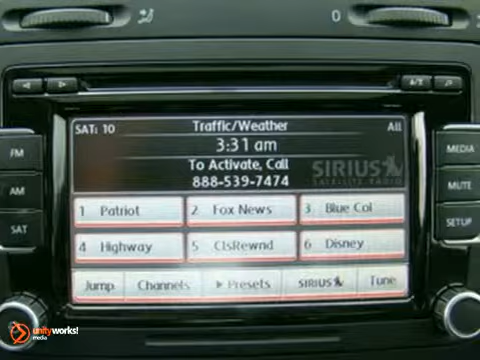 0
A/Z
SAT: 10 Traffic/Weather All
FM 3:31 am MEDIA
To Activate, Call SIRIUS
888-539-7474 SATELLITE RADIO
AM MUTE
1 Patriot 2 Fox News 3 Blue Col
SAT SETUP
4 Highway 5 ClsRewnd 6 Disney
Jump Channels Presets SIRIUS Tune
unityworks!
media